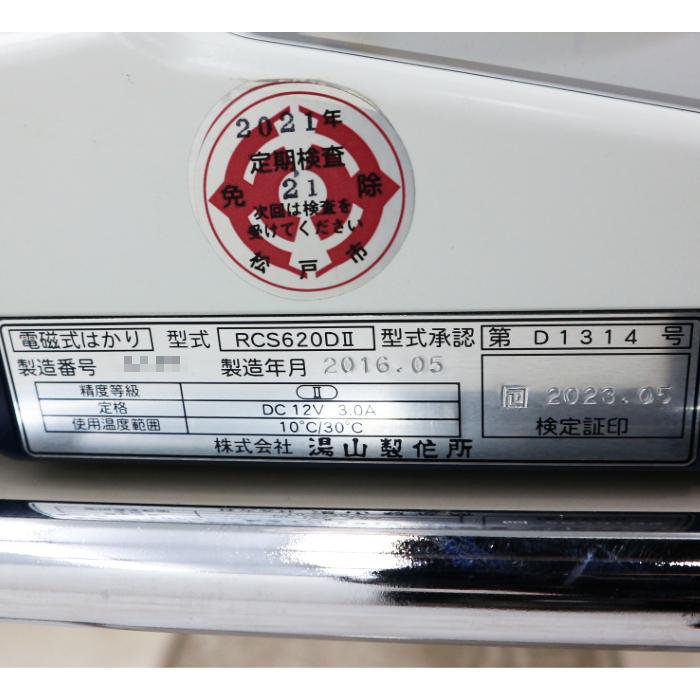 2021年
定期検査
免 21 除
次回は検査を
受けてください
松戸市
電磁式はかり 型式 RCS620DⅡ 型式承認 第 D1314 号
製造番号 製造年月 2016.05
精度等級 Ⅱ
定格 DC 12V 3.0A
使用温度範囲 10°C/30°C
2023.05
検定証印
株式会社 湯山製作所